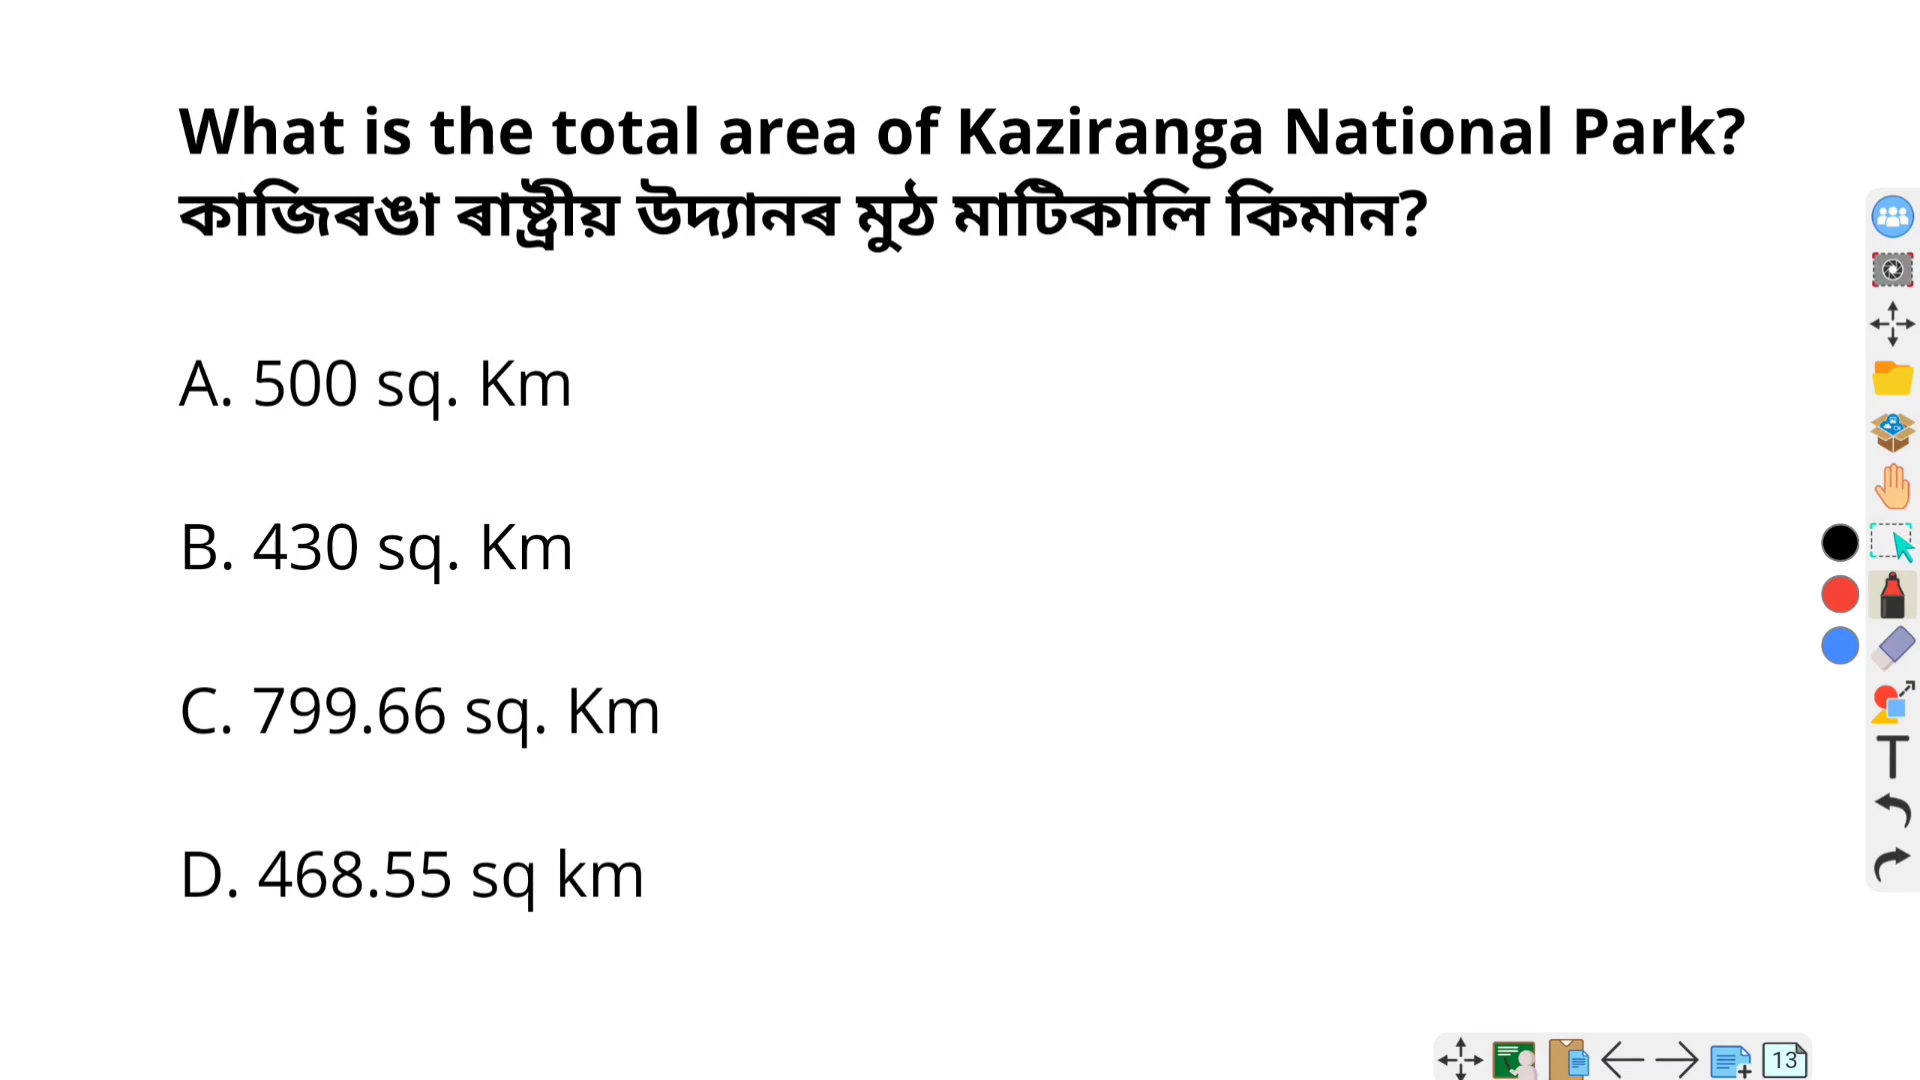 What is the total area of Kaziranga National Park?
কাজিৰঙা ৰাষ্ট্ৰীয় উদ্যানৰ মুঠ মাটিকালি কিমান?
A. 500 sq. Km
B. 430 sq. Km
C. 799.66 sq. Km
D. 468.55 sq km
13